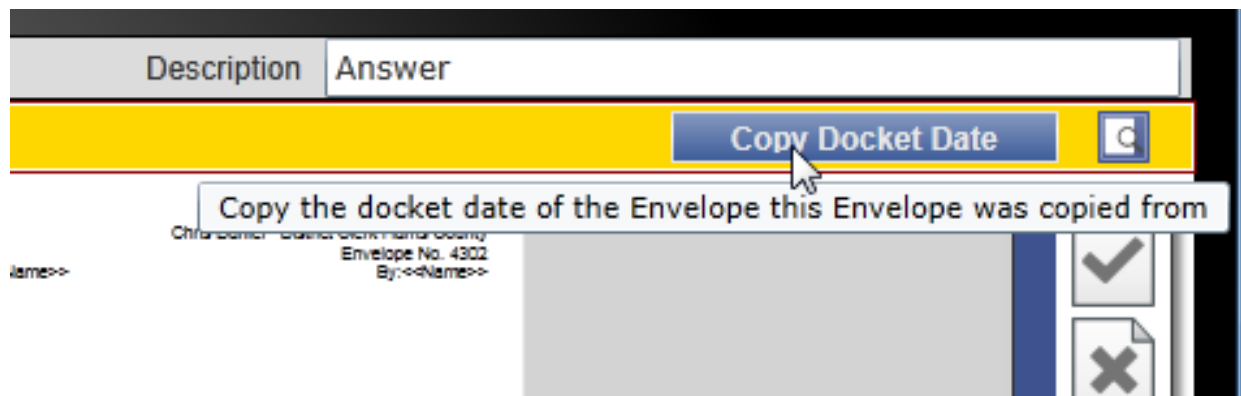 Description Answer
Copy Docket Date
Copy the docket date of the Envelope this Envelope was copied from
Envelope No. 4302
Name>> By:<<Name>>